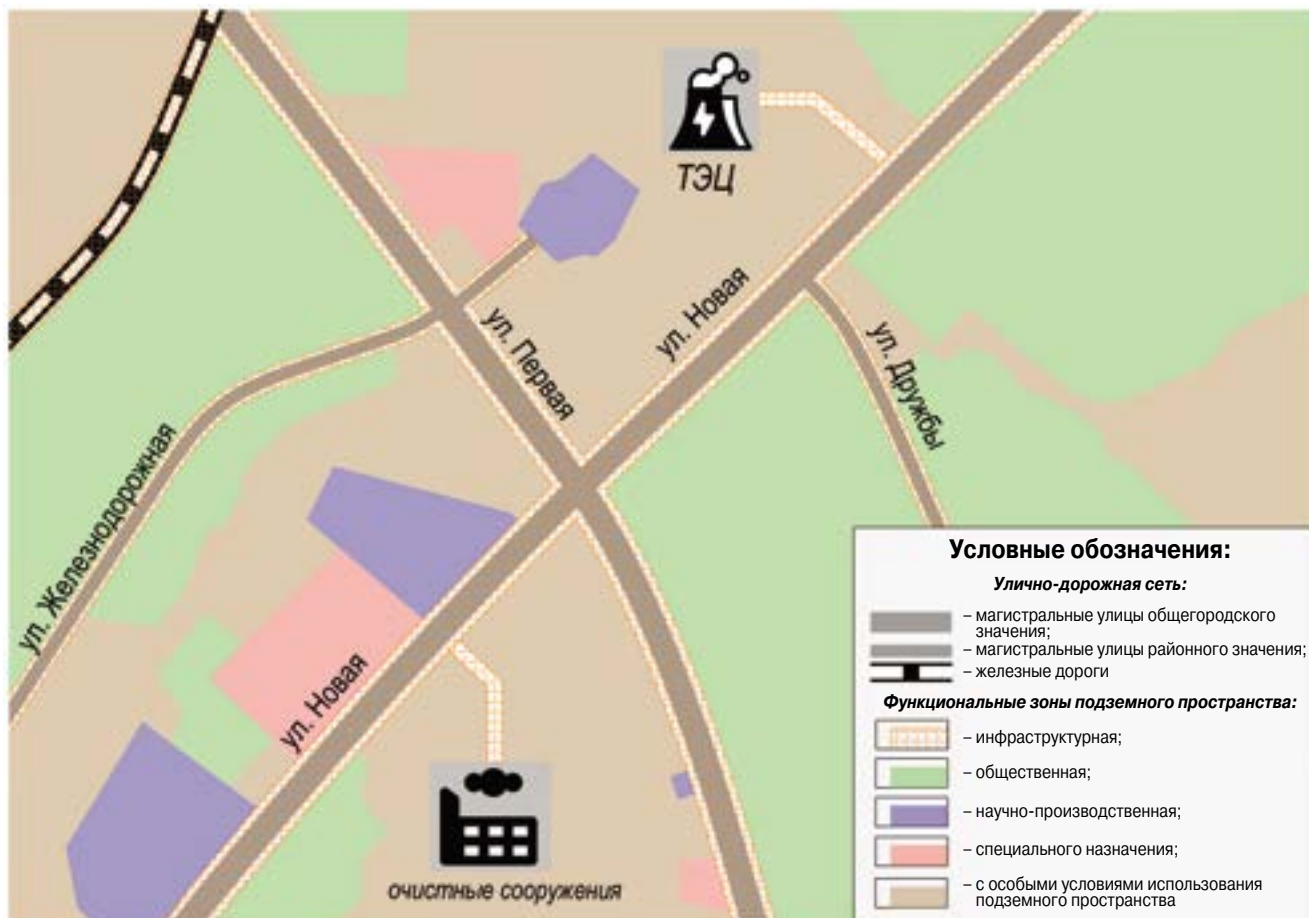 ТЭЦ
ул. Новая
ул. Первая
ул. Дружбы
ул. Железнодорожная
ул. Новая
очистные сооружения
Условные обозначения:
Улично-дорожная сеть:
– магистральные улицы общегородского
значения;
– магистральные улицы районного значения;
– железные дороги
Функциональные зоны подземного пространства:
– инфраструктурная;
– общественная;
– научно-производственная;
– специального назначения;
– с особыми условиями использования
подземного пространства